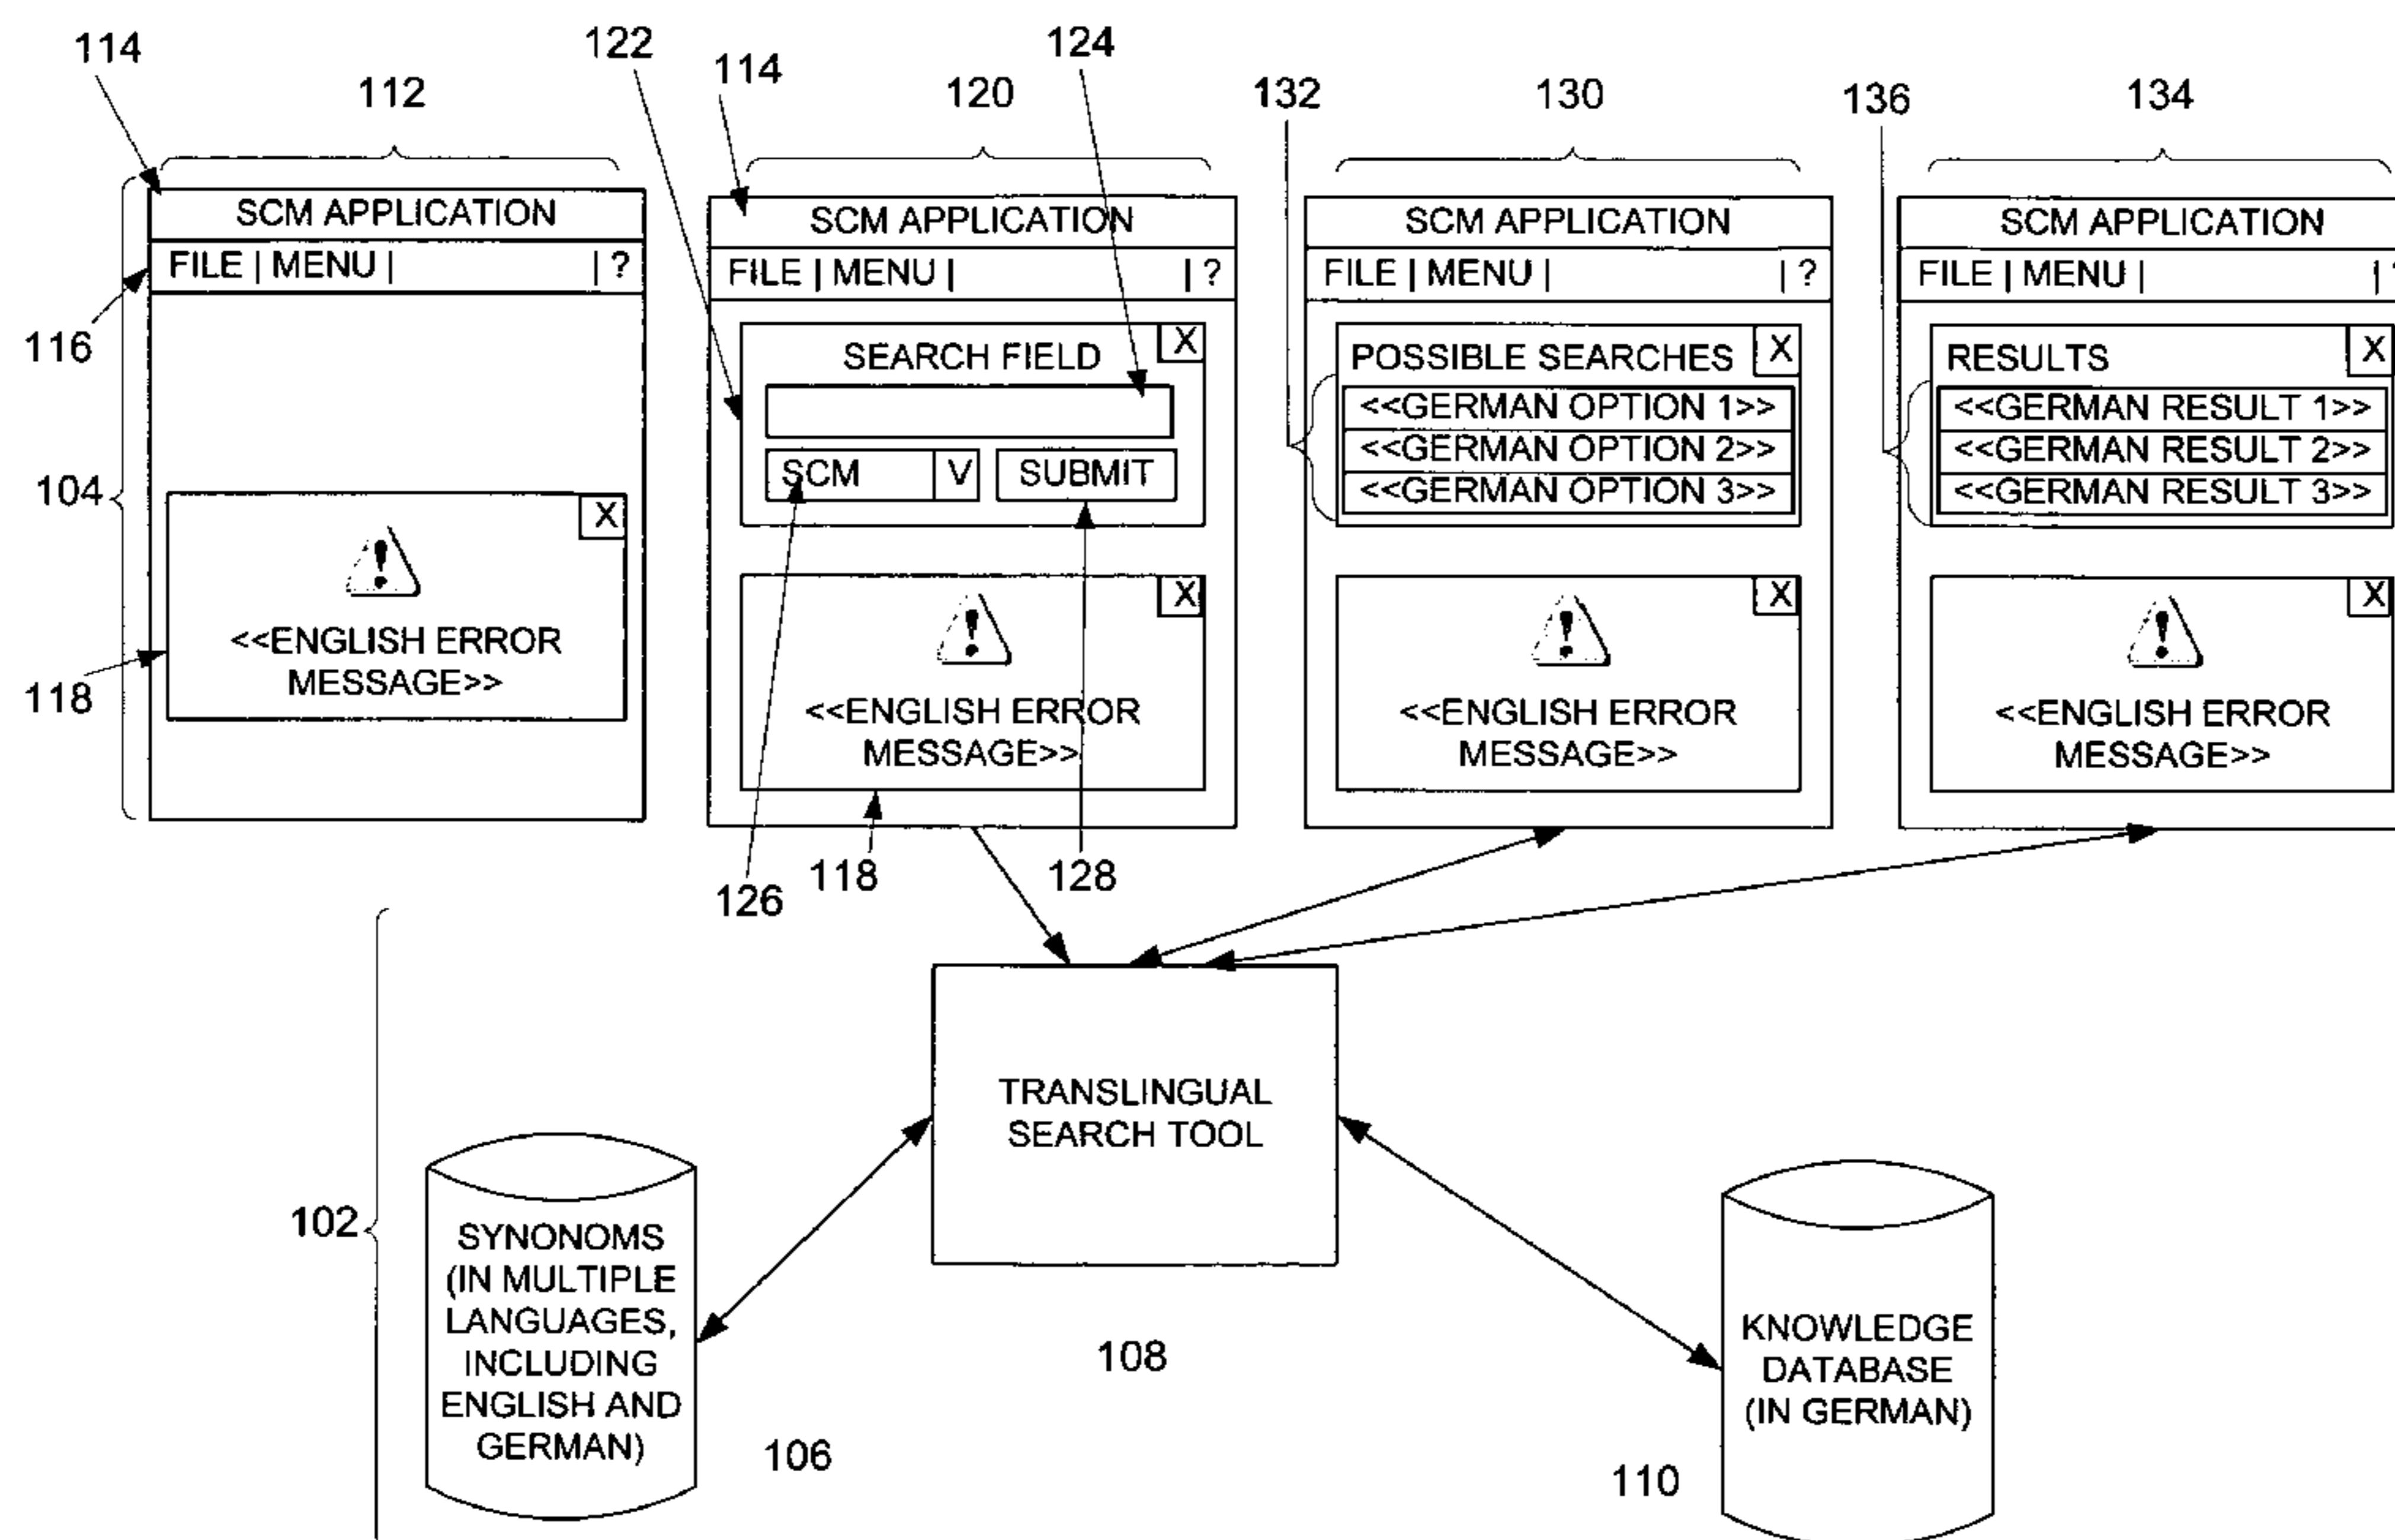 122
124
114
114
112
120
132
130
136
134
SCM APPLICATION
FILE | MENU |
| ?
116
104
<<ENGLISH ERROR
MESSAGE>>
X
118
SCM APPLICATION
FILE | MENU |
| ?
SEARCH FIELD
X
SCM
V
SUBMIT
X
<<ENGLISH ERROR
MESSAGE>>
126
118
128
SCM APPLICATION
FILE | MENU |
| ?
POSSIBLE SEARCHES
X
<<GERMAN OPTION 1>>
<<GERMAN OPTION 2>>
<<GERMAN OPTION 3>>
X
<<ENGLISH ERROR
MESSAGE>>
SCM APPLICATION
FILE | MENU |
RESULTS
X
<<GERMAN RESULT 1>>
<<GERMAN RESULT 2>>
<<GERMAN RESULT 3>>
X
<<ENGLISH ERROR
MESSAGE>>
102
TRANSLINGUAL
SEARCH TOOL
108
SYNONOMS
(IN MULTIPLE
LANGUAGES,
INCLUDING
ENGLISH AND
GERMAN)
106
KNOWLEDGE
DATABASE
(IN GERMAN)
110